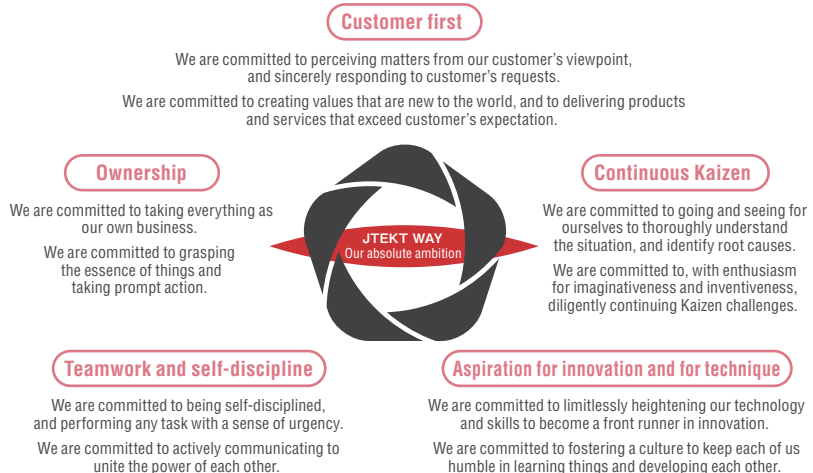 Customer first
We are committed to perceiving matters from our customer’s viewpoint,
and sincerely responding to customer’s requests.
We are committed to creating values that are new to the world, and to delivering products
and services that exceed customer’s expectation.
Ownership
We are committed to taking everything as
our own business.
We are committed to grasping
the essence of things and
taking prompt action.
JTEKT WAY
Our absolute ambition
Continuous Kaizen
We are committed to going and seeing for
ourselves to thoroughly understand
the situation, and identify root causes.
We are committed to, with enthusiasm
for imaginativeness and inventiveness,
diligently continuing Kaizen challenges.
Teamwork and self-discipline
We are committed to being self-disciplined,
and performing any task with a sense of urgency.
We are committed to actively communicating to
unite the power of each other.
Aspiration for innovation and for technique
We are committed to limitlessly heightening our technology
and skills to become a front runner in innovation.
We are committed to fostering a culture to keep each of us
humble in learning things and developing each other.